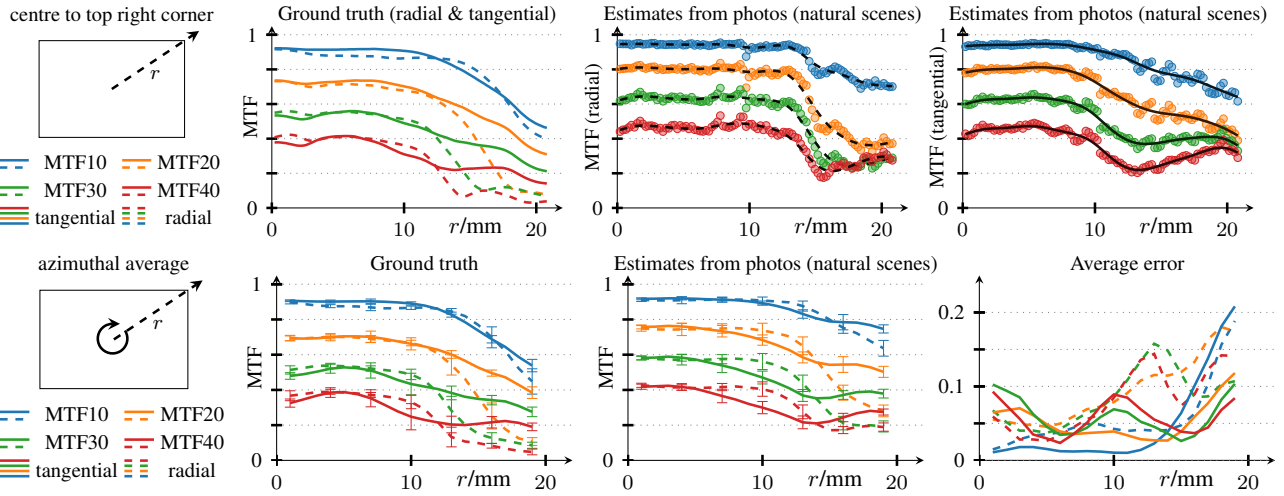 centre to top right corner
r
MTF10 MTF20
MTF30 MTF40
tangential radial
Ground truth (radial & tangential)
1
MTF
0
0 10 r/mm 20
Estimates from photos (natural scenes)
1
MTF (radial)
0
0 10 r/mm 20
Estimates from photos (natural scenes)
1
MTF (tangential)
0
0 10 r/mm 20
azimuthal average
r
MTF10 MTF20
MTF30 MTF40
tangential radial
Ground truth
1
MTF
0
0 10 r/mm 20
Estimates from photos (natural scenes)
1
MTF
0
0 10 r/mm 20
Average error
0.2
0.1
0
0 10 r/mm 20